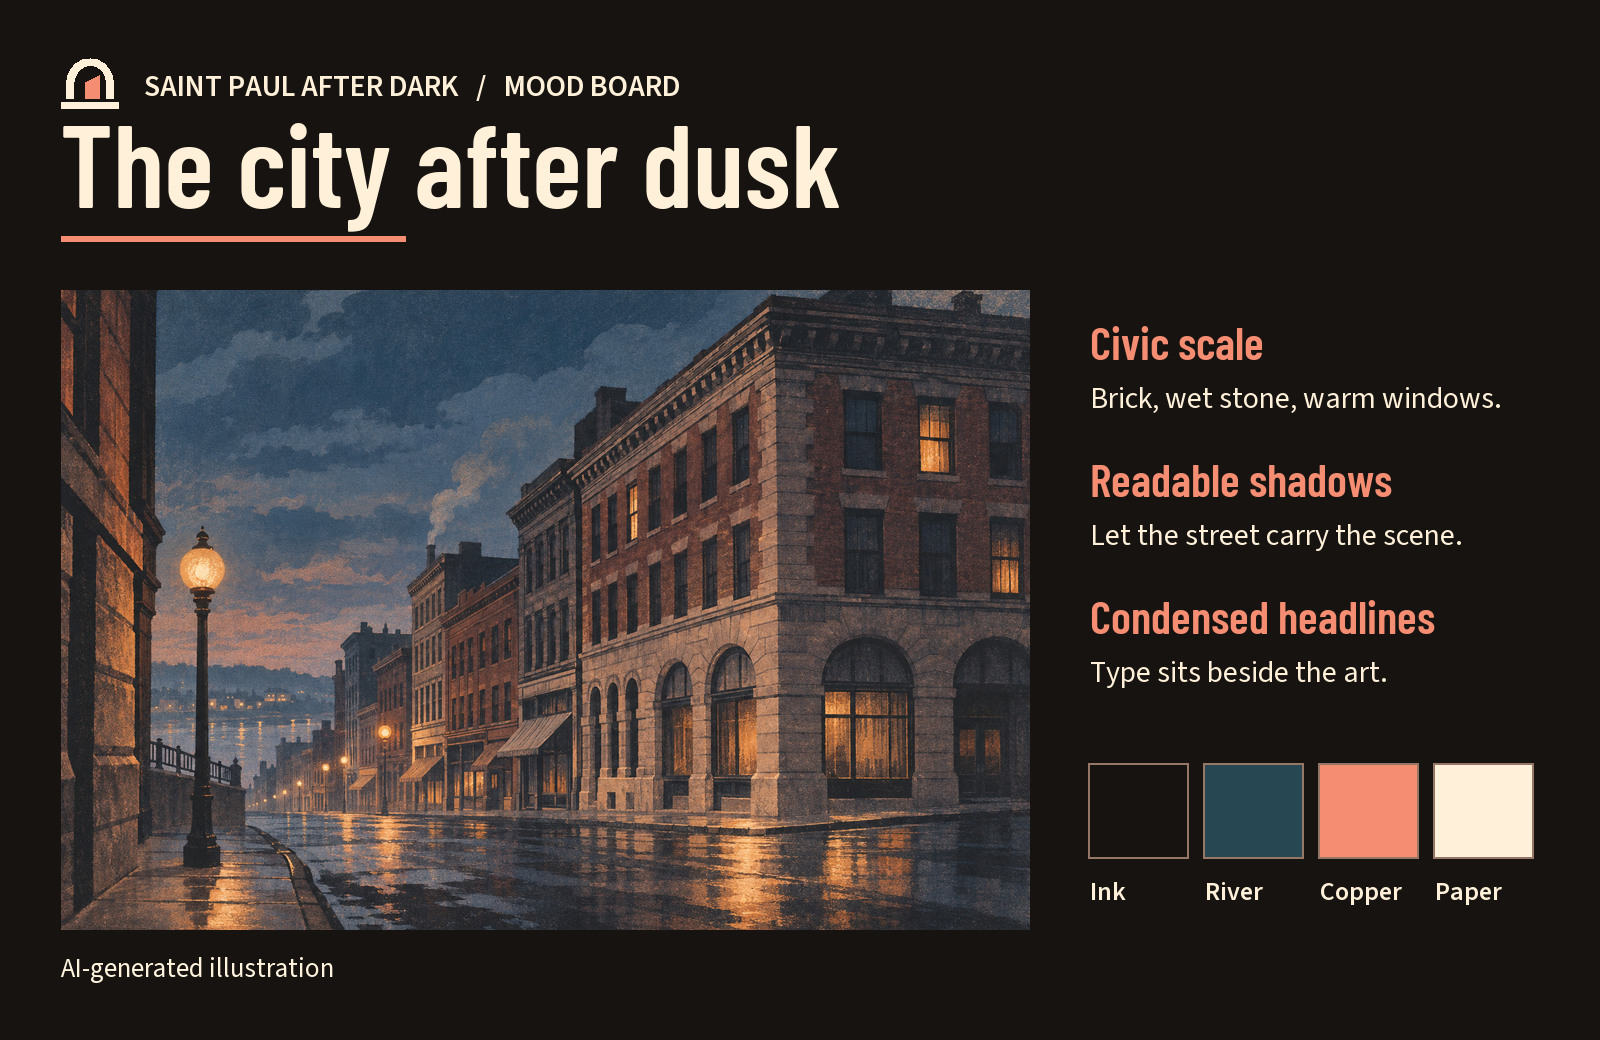 SAINT PAUL AFTER DARK / MOOD BOARD
The city after dusk
Civic scale
Brick, wet stone, warm windows.
Readable shadows
Let the street carry the scene.
Condensed headlines
Type sits beside the art.
Ink River Copper Paper
AI-generated illustration